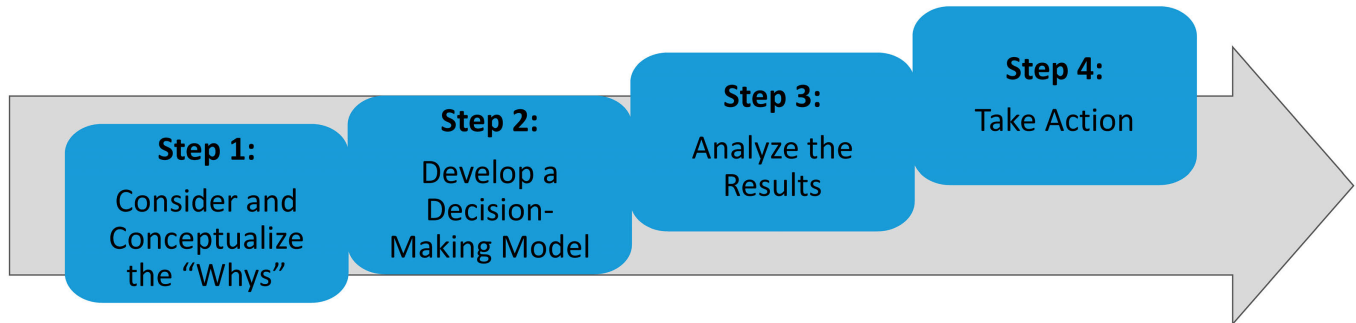 Step 1:
Consider and
Conceptualize
the “Whys”
Step 2:
Develop a
Decision-
Making Model
Step 3:
Analyze the
Results
Step 4:
Take Action